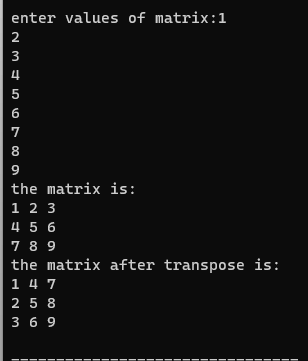 enter values of matrix:1
2
3
4
5
6
7
8
9
the matrix is:
1 2 3
4 5 6
7 8 9
the matrix after transpose is:
1 4 7
2 5 8
3 6 9

--------------------------------